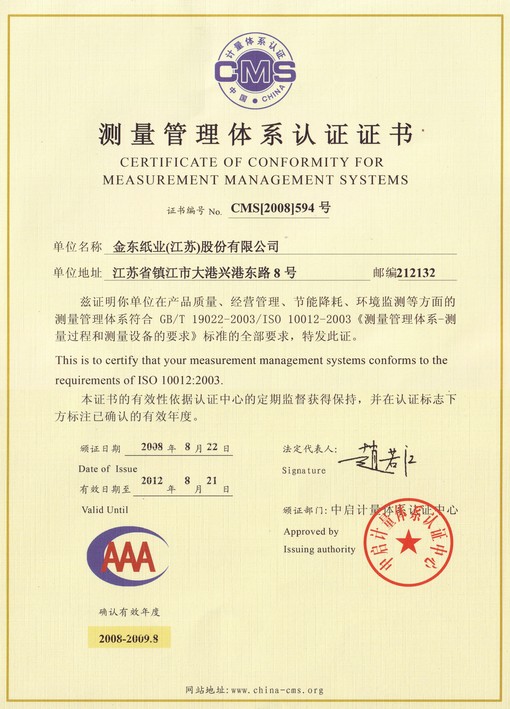 计量体系认证
CMS
中国·CHINA
测量管理体系认证证书
CERTIFICATE OF CONFORMITY FOR
MEASUREMENT MANAGEMENT SYSTEMS
证书编号 No. CMS[2008]594 号
单位名称 金东纸业(江苏)股份有限公司
单位地址 江苏省镇江市大港兴港东路 8 号 邮编 212132
兹证明你单位在产品质量、经营管理、节能降耗、环境监测等方面的
测量管理体系符合 GB/T 19022-2003/ISO 10012-2003《测量管理体系-测
量过程和测量设备的要求》标准的全部要求，特发此证。
This is to certify that your measurement management systems conforms to the
requirements of ISO 10012:2003.
本证书的有效性依据认证中心的定期监督获得保持，并在认证标志下
方标注已确认的有效年度。
颁证日期 2008 年 8 月 22 日
Date of Issue
有效日期至 2012 年 8 月 21 日
Valid Until
法定代表人:
Signature 趙若江
颁证部门: 中启计量体系认证中心
Approved by
Issuing authority
中启计量体系认证中心
AAA
确认有效年度
2008-2009.8
网站地址:www.china-cms.org